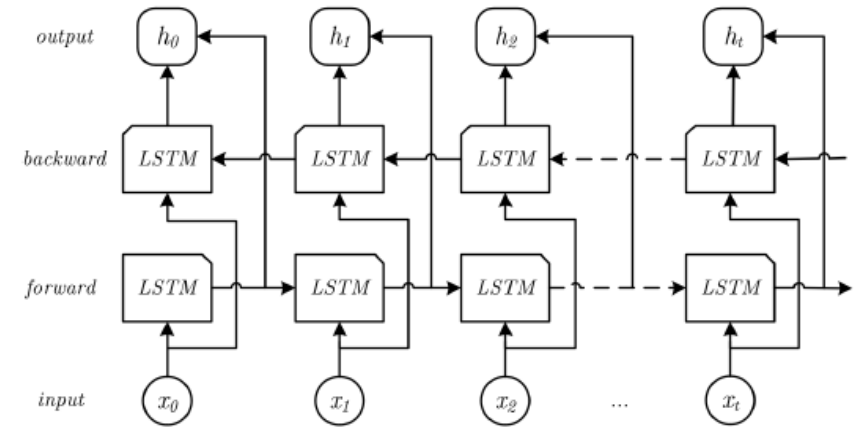 output h0 h1 h2 ht
backward LSTM LSTM LSTM LSTM
forward LSTM LSTM LSTM LSTM
input x0 x1 x2 ... xt